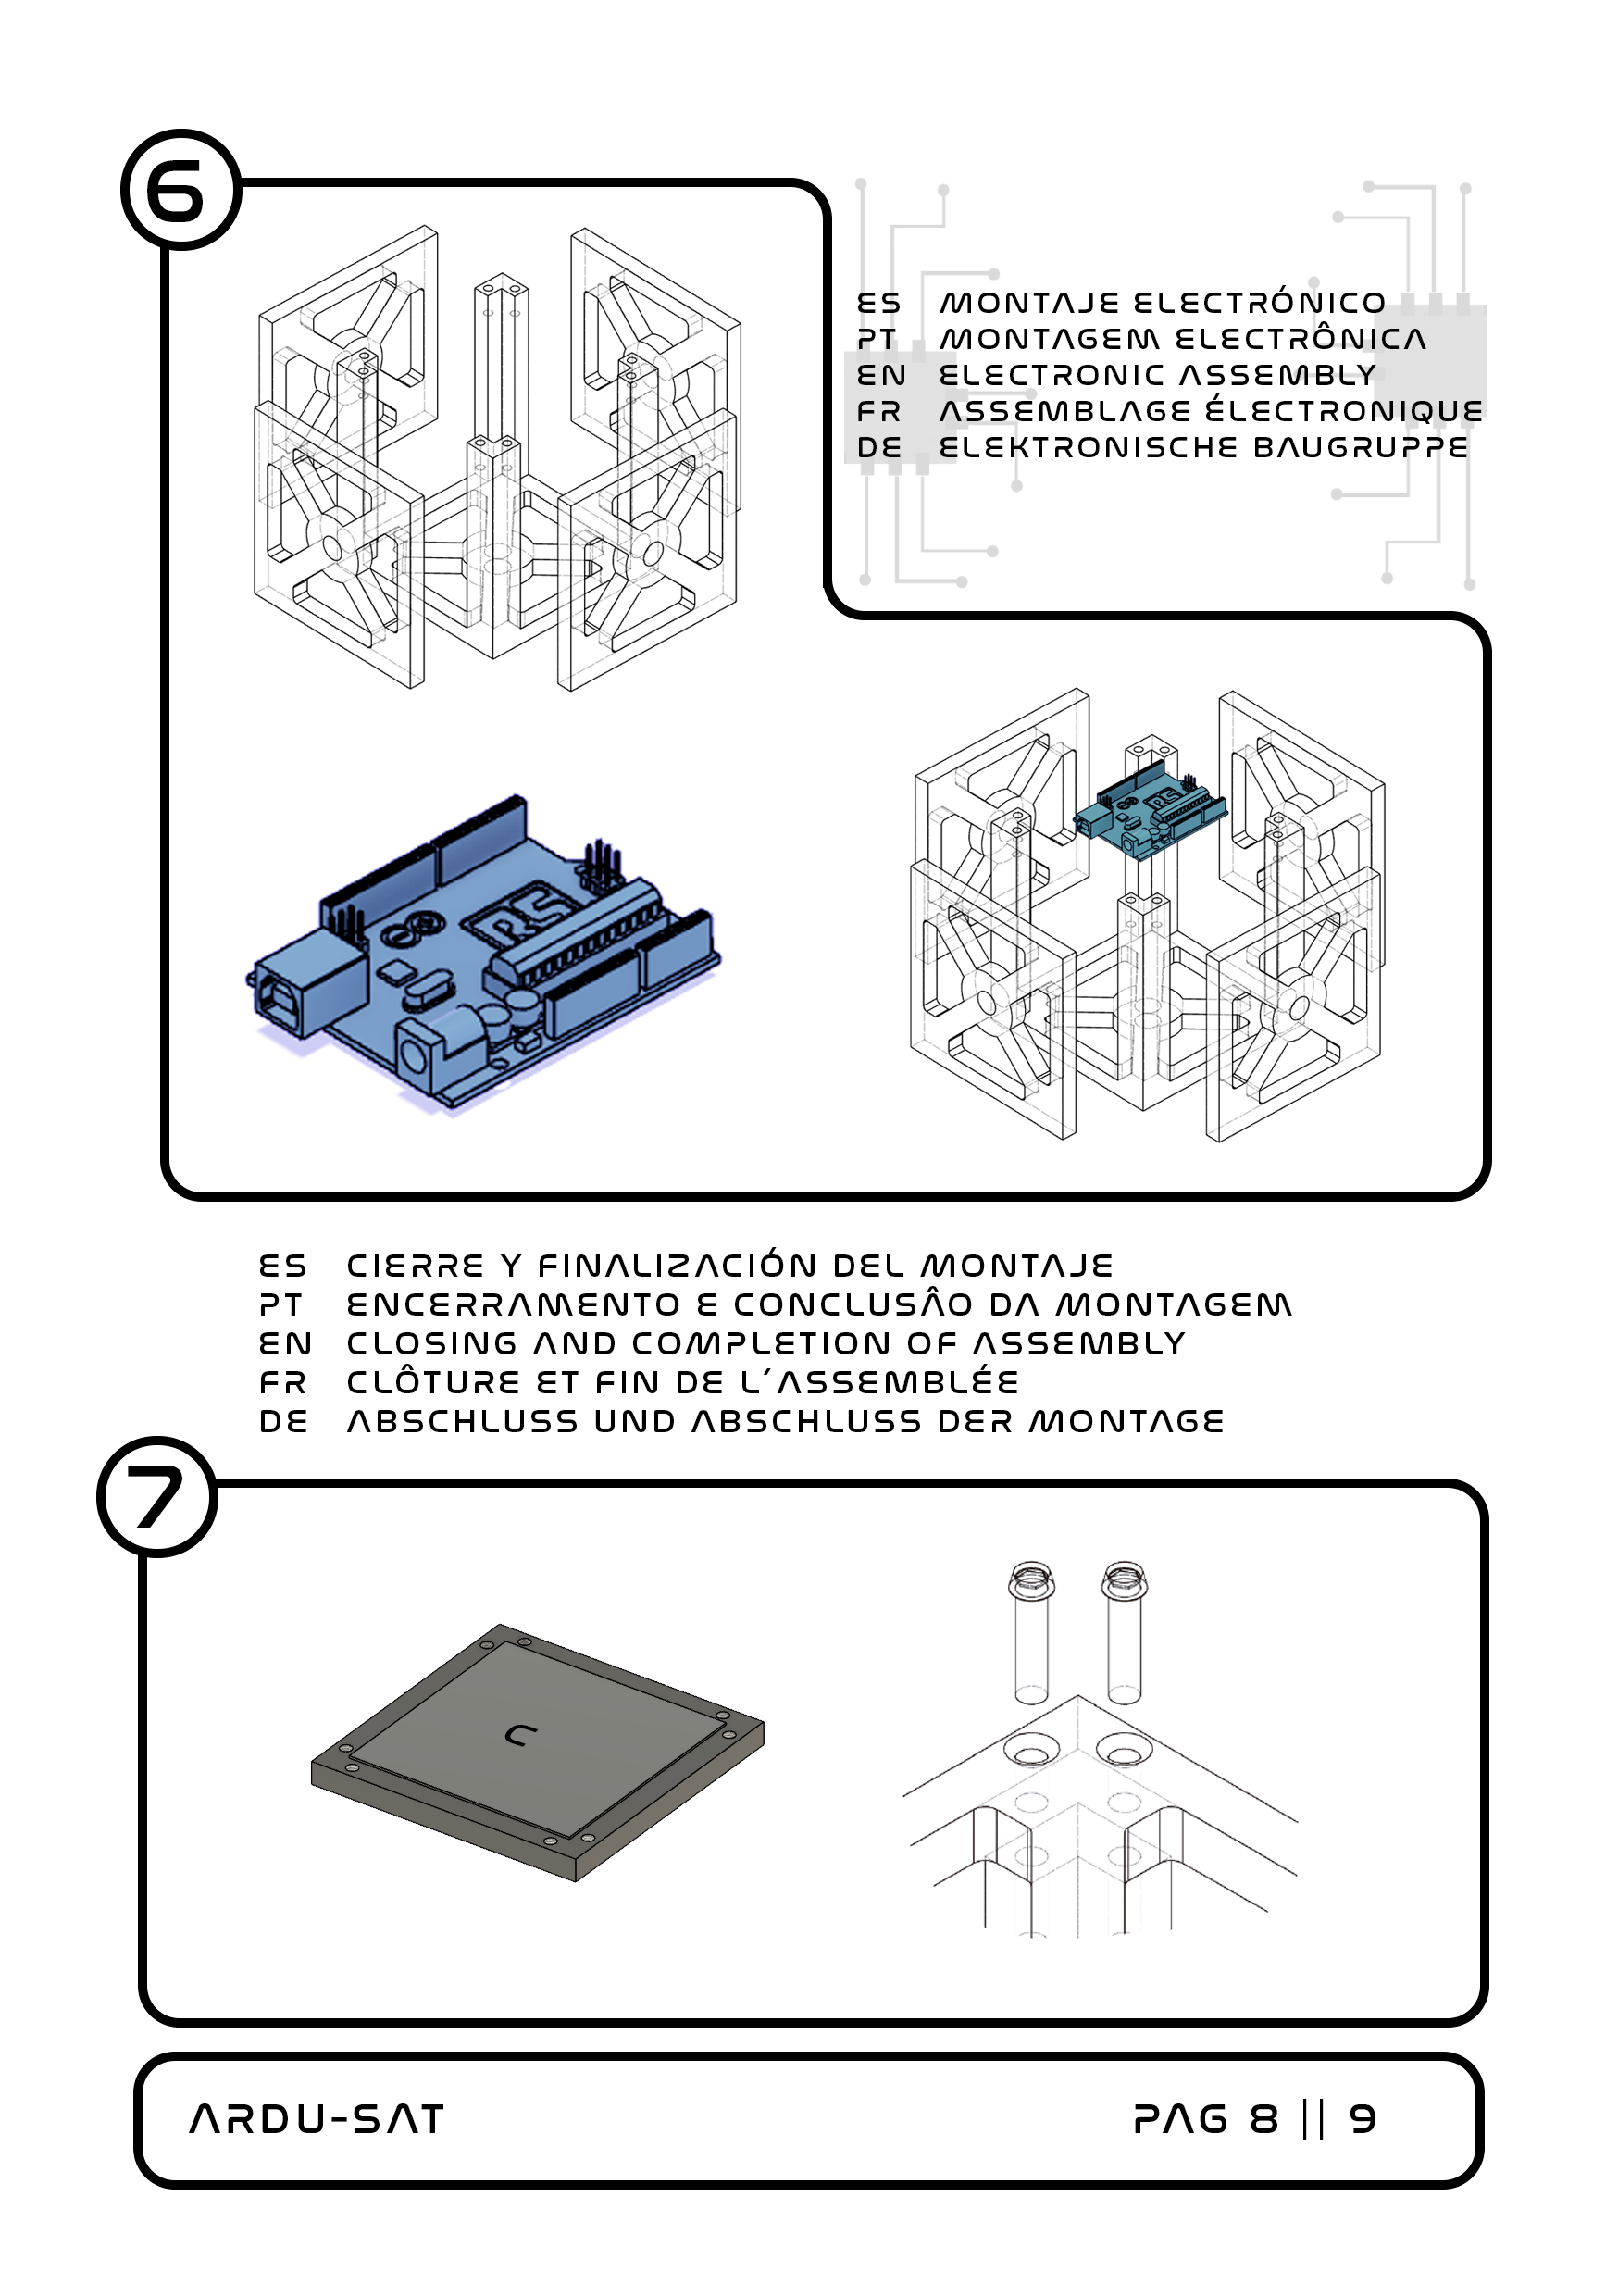 6
ES MONTAJE ELECTRÓNICO
PT MONTAGEM ELECTRÔNICA
EN ELECTRONIC ASSEMBLY
FR ASSEMBLAGE ÉLECTRONIQUE
DE ELEKTRONISCHE BAUGRUPPE
RS
RS
ES CIERRE Y FINALIZACIÓN DEL MONTAJE
PT ENCERRAMENTO E CONCLUSÂO DA MONTAGEM
EN CLOSING AND COMPLETION OF ASSEMBLY
FR CLÔTURE ET FIN DE L´ASSEMBLÉE
DE ABSCHLUSS UND ABSCHLUSS DER MONTAGE
7
C
ARDU-SAT PAG 8 || 9